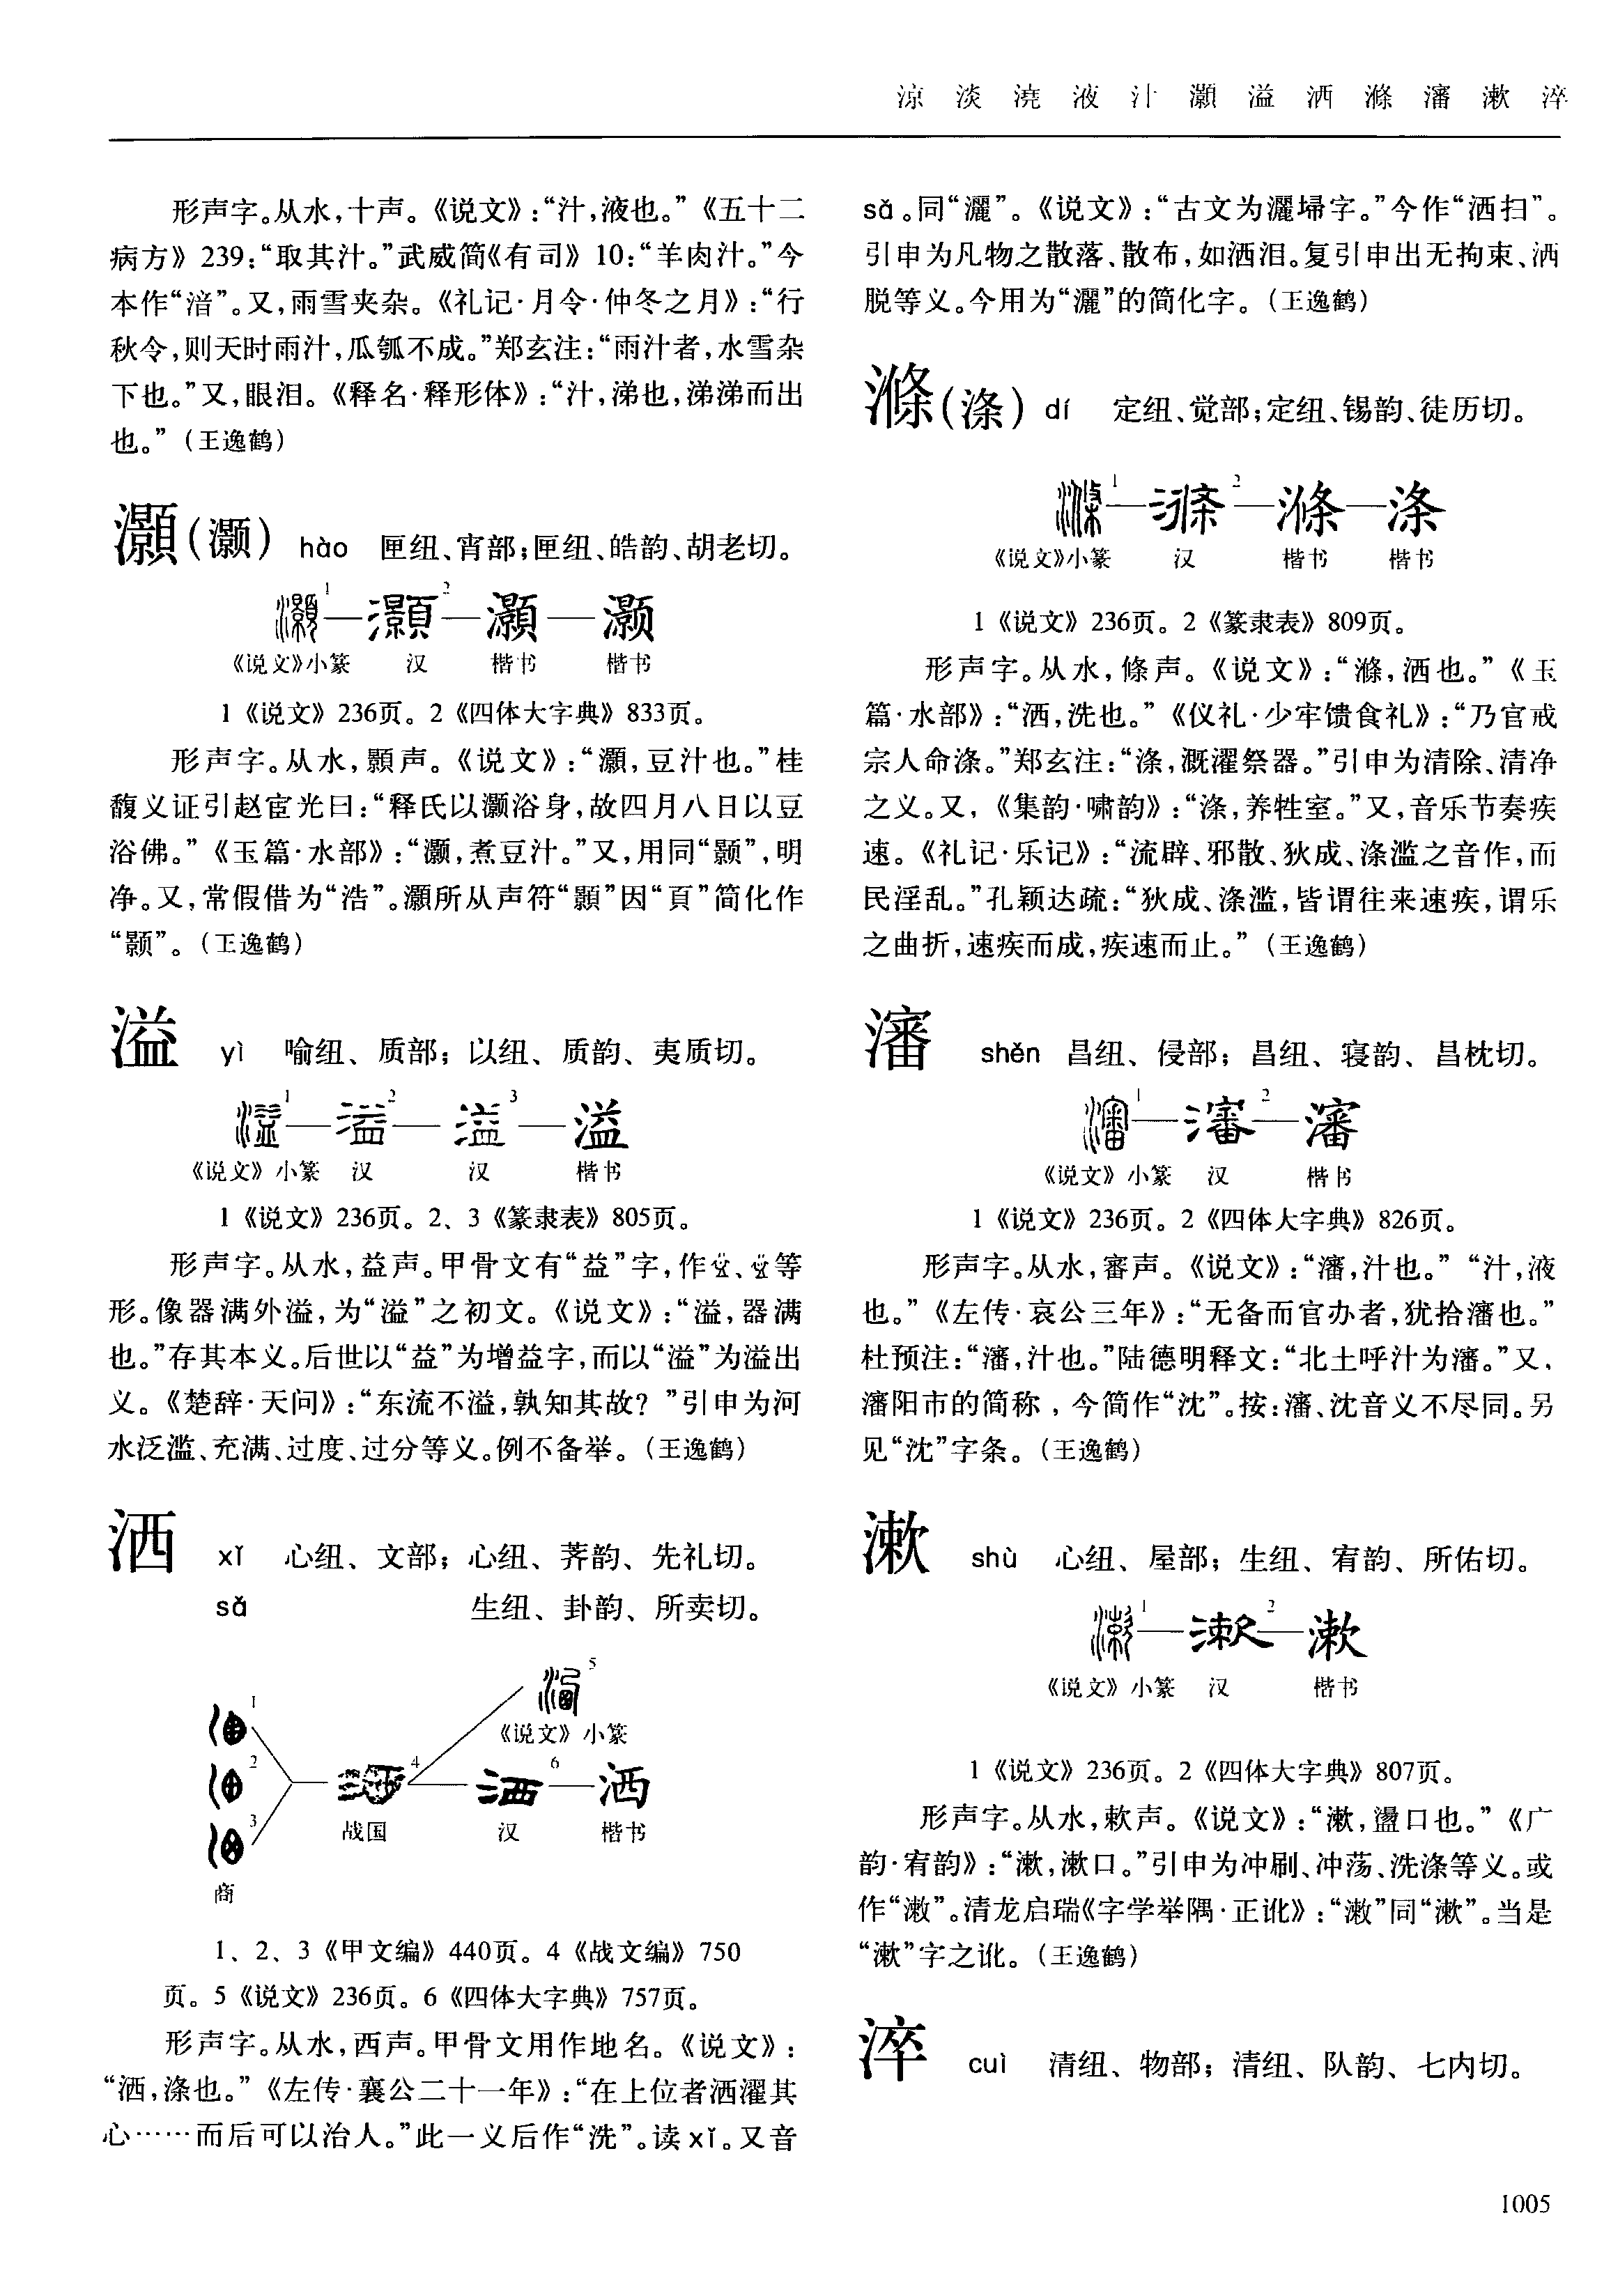 涼 淡 澆 液 汁 灝 溢 洒 滌 瀋 漱 淬
形声字。从水,十声。《说文》:“汁,液也。”《五十二
病方》239:“取其汁。”武威简《有司》10:“羊肉汁。”今
本作“湆”。又,雨雪夹杂。《礼记·月令·仲冬之月》:“行
秋令,则天时雨汁,瓜瓠不成。”郑玄注:“雨汁者,水雪杂
下也。”又,眼泪。《释名·释形体》:“汁,涕也,涕涕而出
也。”(王逸鹤)
灝(灏) hào 匣纽、宵部;匣纽、皓韵、胡老切。
灝1—灝2—灝—灏
《说文》小篆 汉 楷书 楷书
1《说文》236页。2《四体大字典》833页。
形声字。从水,顥声。《说文》:“灝,豆汁也。”桂
馥义证引赵宧光曰:“释氏以灏浴身,故四月八日以豆
浴佛。”《玉篇·水部》:“灏,煮豆汁。”又,用同“颢”,明
净。又,常假借为“浩”。灝所从声符“顥”因“頁”简化作
“颢”。(王逸鹤)
溢 yì 喻纽、质部;以纽、质韵、夷质切。
溢1—溢2—溢3—溢
《说文》小篆 汉 汉 楷书
1《说文》236页。2、3《篆隶表》805页。
形声字。从水,益声。甲骨文有“益”字,作、等
形。像器满外溢,为“溢”之初文。《说文》:“溢,器满
也。”存其本义。后世以“益”为增益字,而以“溢”为溢出
义。《楚辞·天问》:“东流不溢,孰知其故?”引申为河
水泛滥、充满、过度、过分等义。例不备举。(王逸鹤)
洒 xǐ 心纽、文部;心纽、荠韵、先礼切。
sǎ 生纽、卦韵、所卖切。
洒5
《说文》小篆
1
2
3
4—洒6—洒
战国 汉 楷书
商
1、2、3《甲文编》440页。4《战文编》750
页。5《说文》236页。6《四体大字典》757页。
形声字。从水,西声。甲骨文用作地名。《说文》:
“洒,涤也。”《左传·襄公二十一年》:“在上位者洒濯其
心……而后可以治人。”此一义后作“洗”。读xǐ。又音
sǎ。同“灑”。《说文》:“古文为灑埽字。”今作“洒扫”。
引申为凡物之散落、散布,如洒泪。复引申出无拘束、洒
脱等义。今用为“灑”的简化字。(王逸鹤)
滌(涤) dí 定纽、觉部;定纽、锡韵、徒历切。
滌1—滌2—滌—涤
《说文》小篆 汉 楷书 楷书
1《说文》236页。2《篆隶表》809页。
形声字。从水,條声。《说文》:“滌,洒也。”《玉
篇·水部》:“洒,洗也。”《仪礼·少牢馈食礼》:“乃官戒
宗人命涤。”郑玄注:“涤,溉濯祭器。”引申为清除、清净
之义。又,《集韵·啸韵》:“涤,养牲室。”又,音乐节奏疾
速。《礼记·乐记》:“流辟、邪散、狄成、涤滥之音作,而
民淫乱。”孔颖达疏:“狄成、涤滥,皆谓往来速疾,谓乐
之曲折,速疾而成,疾速而止。”(王逸鹤)
瀋 shěn 昌纽、侵部;昌纽、寝韵、昌枕切。
瀋1—瀋2—瀋
《说文》小篆 汉 楷书
1《说文》236页。2《四体大字典》826页。
形声字。从水,審声。《说文》:“瀋,汁也。”“汁,液
也。”《左传·哀公三年》:“无备而官办者,犹拾瀋也。”
杜预注:“瀋,汁也。”陆德明释文:“北土呼汁为瀋。”又,
瀋阳市的简称,今简作“沈”。按:瀋、沈音义不尽同。另
见“沈”字条。(王逸鹤)
漱 shù 心纽、屋部;生纽、宥韵、所佑切。
漱1—漱2—漱
《说文》小篆 汉 楷书
1《说文》236页。2《四体大字典》807页。
形声字。从水,欶声。《说文》:“漱,盪口也。”《广
韵·宥韵》:“漱,漱口。”引申为冲刷、冲荡、洗涤等义。或
作“潄”。清龙启瑞《字学举隅·正讹》:“潄”同“漱”。当是
“漱”字之讹。(王逸鹤)
淬 cuì 清纽、物部;清纽、队韵、七内切。
1005